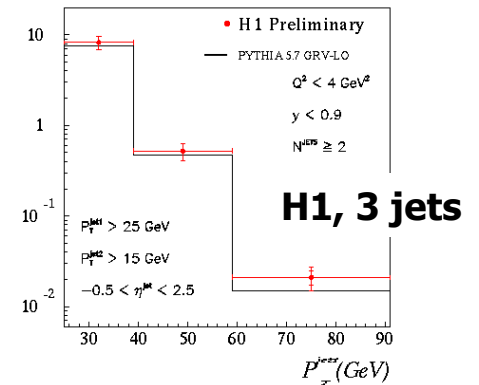 H1 Preliminary
PYTHIA 5.7 GRV-LO
Q² < 4 GeV²
y < 0.9
N^JETS ≧ 2
H1, 3 jets
P_T^jet1 > 25 GeV
P_T^jet2 > 15 GeV
−0.5 < η^jet < 2.5
10
1
10⁻¹
10⁻²
30 40 50 60 70 80 90
P_T^jets (GeV)